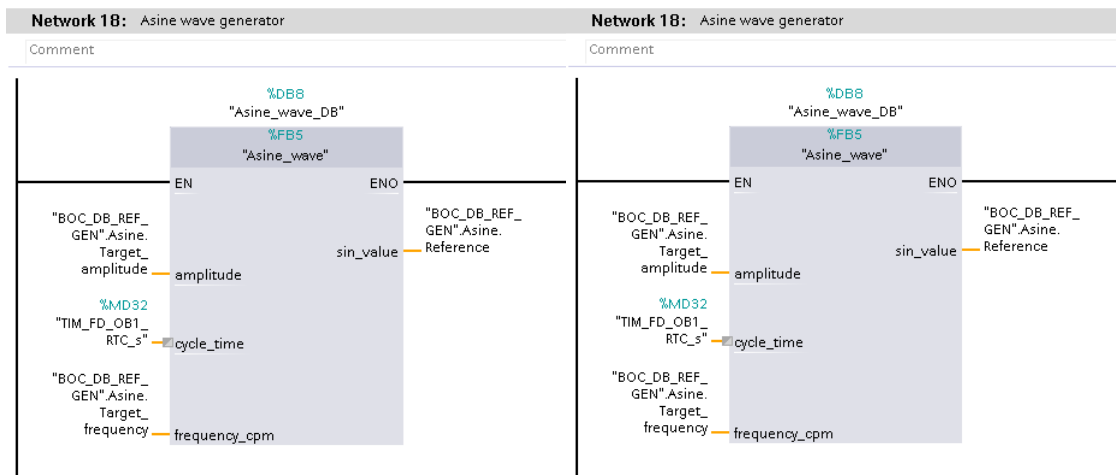 Network 18: Asine wave generator
Comment
%DB8
"Asine_wave_DB"
%FB5
"Asine_wave"
EN
ENO
"BOC_DB_REF_
GEN".Asine.
Target_
amplitude
amplitude
"BOC_DB_REF_
GEN".Asine.
Reference
sin_value
%MD32
"TIM_FD_OB1_
RTC_s"
cycle_time
"BOC_DB_REF_
GEN".Asine.
Target_
frequency
frequency_cpm
Network 18: Asine wave generator
Comment
%DB8
"Asine_wave_DB"
%FB5
"Asine_wave"
EN
ENO
"BOC_DB_REF_
GEN".Asine.
Target_
amplitude
amplitude
"BOC_DB_REF_
GEN".Asine.
Reference
sin_value
%MD32
"TIM_FD_OB1_
RTC_s"
cycle_time
"BOC_DB_REF_
GEN".Asine.
Target_
frequency
frequency_cpm